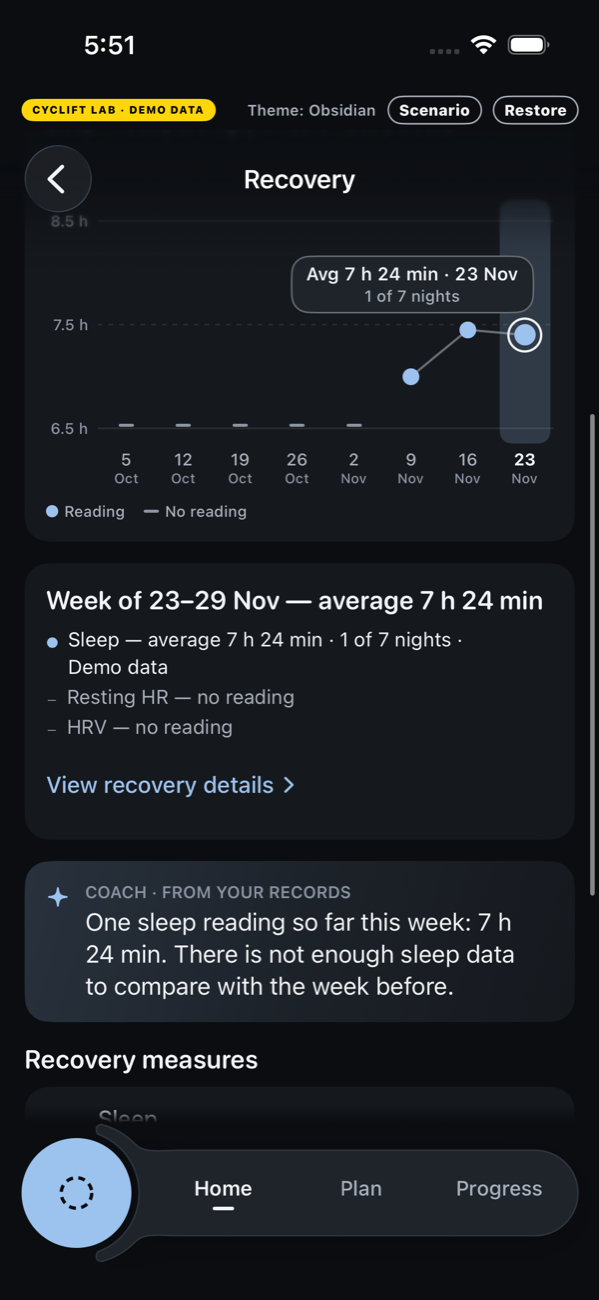 5:51
CYCLIFT LAB · DEMO DATA
Theme: Obsidian
Scenario
Restore
Recovery
8.5 h
Avg 7 h 24 min · 23 Nov
1 of 7 nights
7.5 h
6.5 h
5 12 19 26 2 9 16 23
Oct Oct Oct Oct Nov Nov Nov Nov
Reading
No reading
Week of 23–29 Nov — average 7 h 24 min
Sleep — average 7 h 24 min · 1 of 7 nights ·
Demo data
Resting HR — no reading
HRV — no reading
View recovery details
COACH · FROM YOUR RECORDS
One sleep reading so far this week: 7 h
24 min. There is not enough sleep data
to compare with the week before.
Recovery measures
Sleep
Home
Plan
Progress